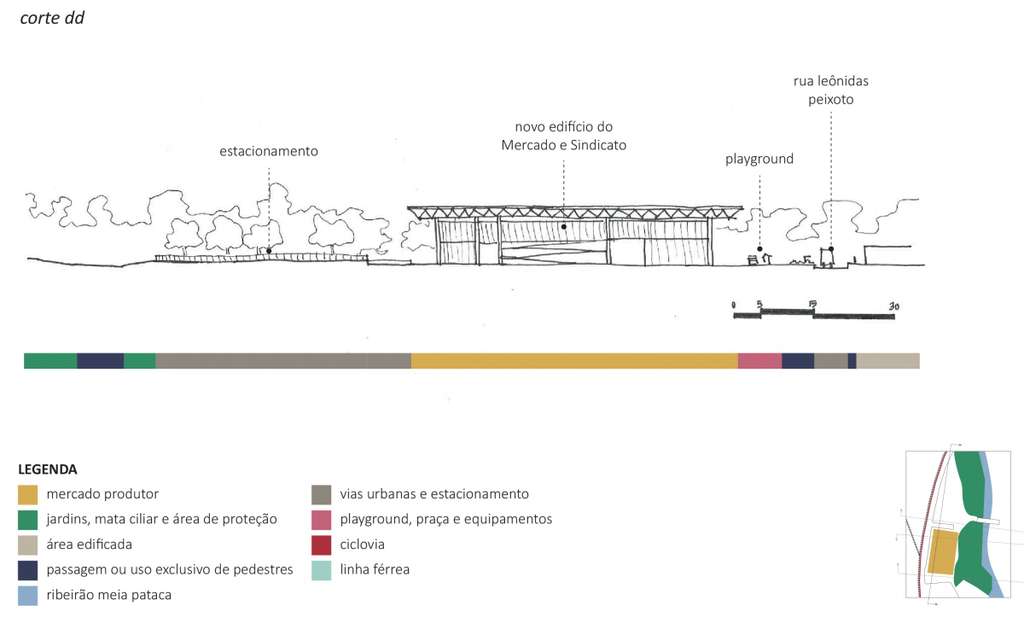 corte dd
rua leônidas
peixoto
novo edifício do
Mercado e Sindicato
estacionamento
playground
0 5 15 30
LEGENDA
mercado produtor
jardins, mata ciliar e área de proteção
área edificada
passagem ou uso exclusivo de pedestres
ribeirão meia pataca
vias urbanas e estacionamento
playground, praça e equipamentos
ciclovia
linha férrea